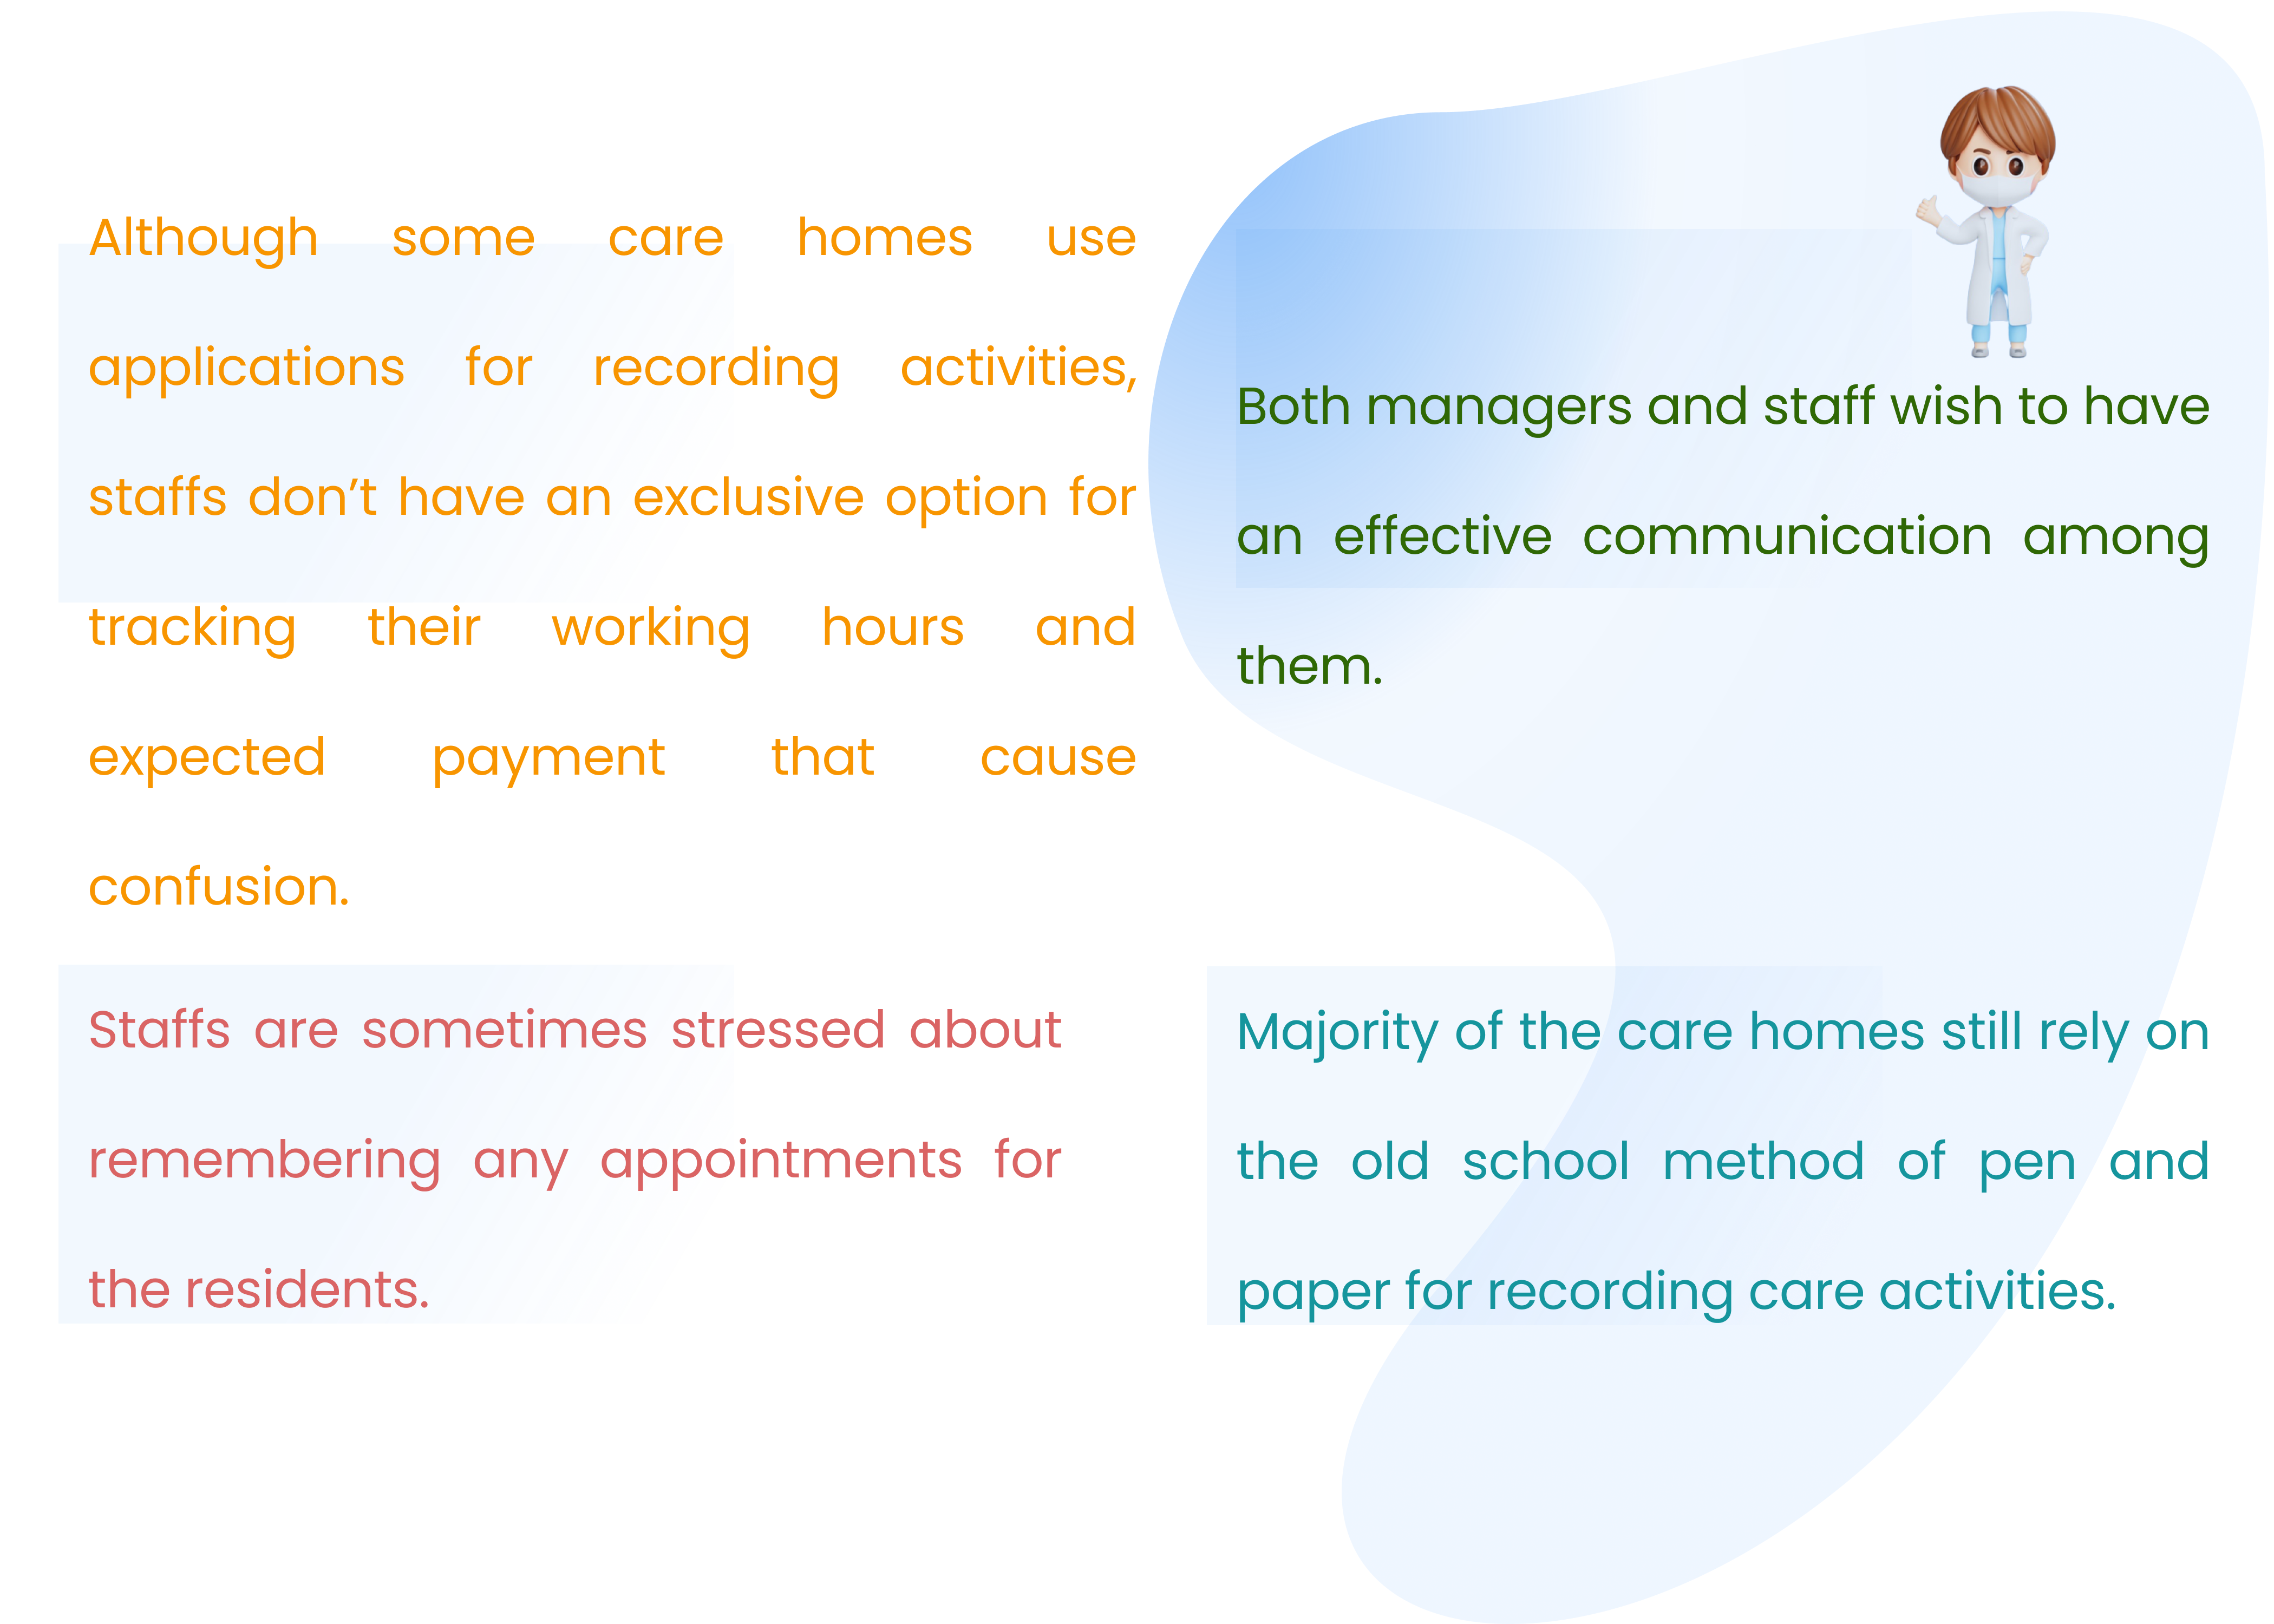 Although some care homes use
applications for recording activities,
staffs don’t have an exclusive option for
tracking their working hours and
expected payment that cause
confusion.
Both managers and staff wish to have
an effective communication among
them.
Staffs are sometimes stressed about
remembering any appointments for
the residents.
Majority of the care homes still rely on
the old school method of pen and
paper for recording care activities.